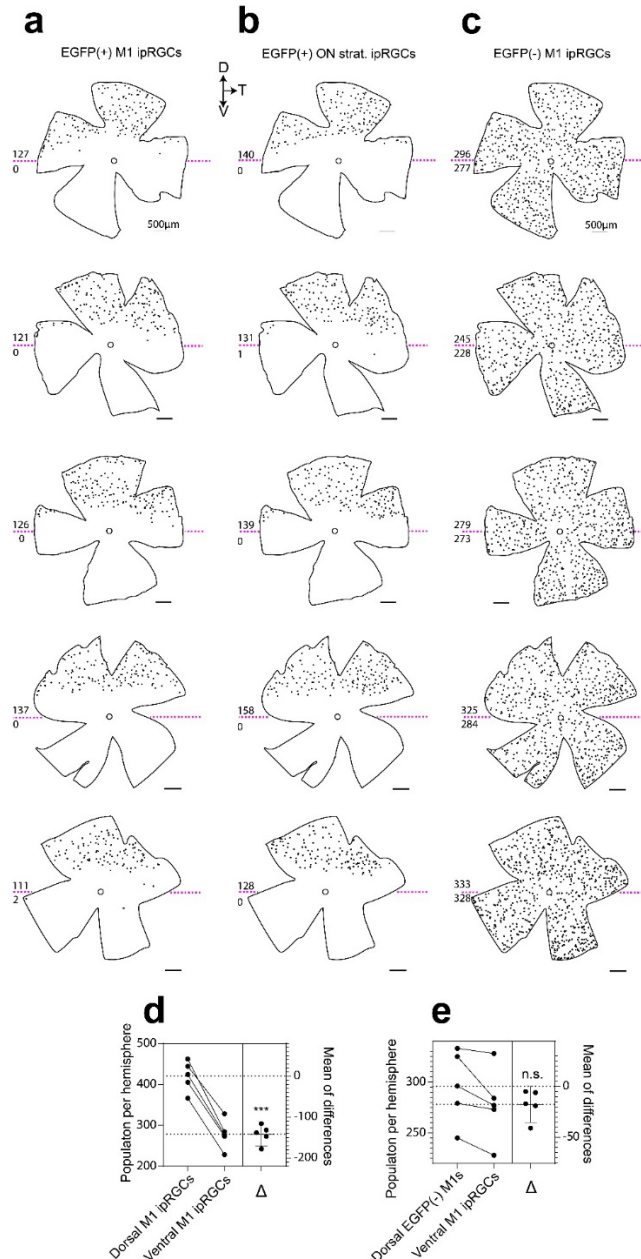 a
b
c
EGFP(+) M1 ipRGCs
EGFP(+) ON strat. ipRGCs
EGFP(-) M1 ipRGCs
D
T
V
127
0
140
0
296
277
500µm
500µm
121
0
131
1
245
228
126
0
139
0
279
273
137
0
158
0
325
284
111
2
128
0
333
328
d
e
Populaton per hemisphere
500
400
300
200
0
-100
-200
Mean of differences
***
Dorsal M1 ipRGCs
Ventral M1 ipRGCs
Δ
Populaton per hemisphere
300
250
0
-50
Mean of differences
n.s.
Dorsal EGFP(-) M1s
Ventral M1 ipRGCs
Δ